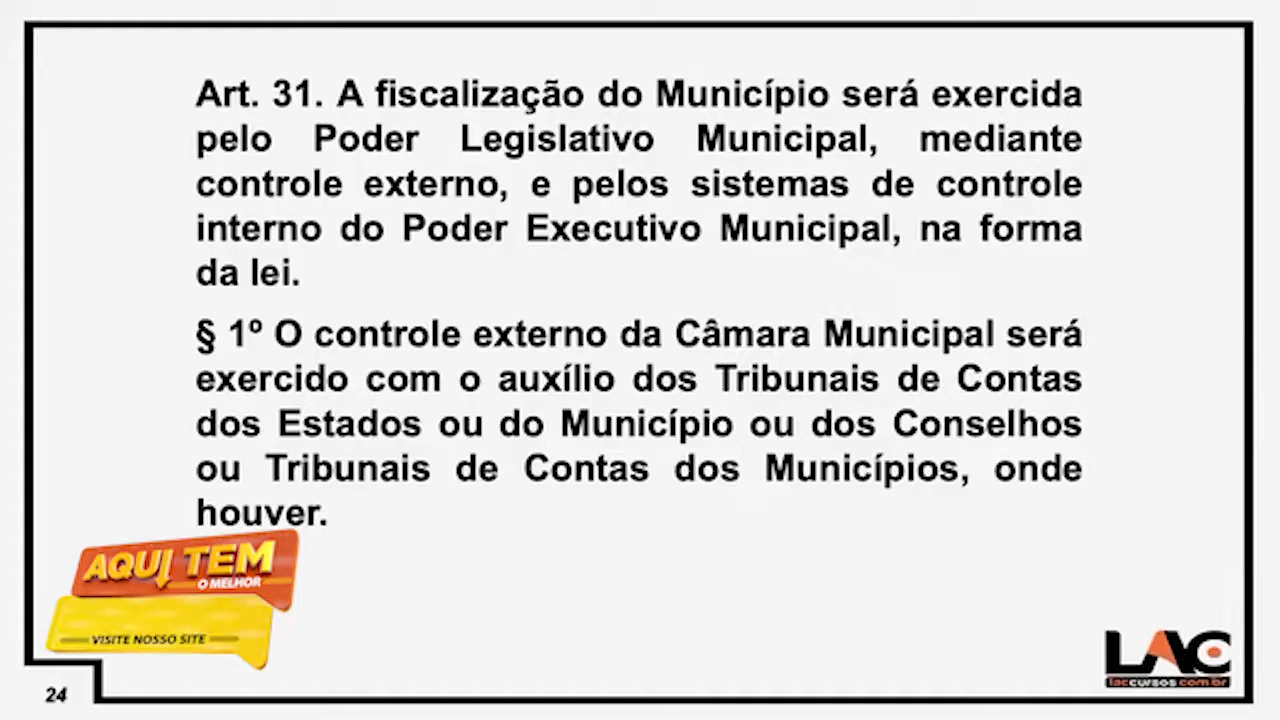 Art. 31. A fiscalização do Município será exercida
pelo Poder Legislativo Municipal, mediante
controle externo, e pelos sistemas de controle
interno do Poder Executivo Municipal, na forma
da lei.
§ 1º O controle externo da Câmara Municipal será
exercido com o auxílio dos Tribunais de Contas
dos Estados ou do Município ou dos Conselhos
ou Tribunais de Contas dos Municípios, onde
houver.
AQUI TEM
O MELHOR
VISITE NOSSO SITE
LAC
laccursos.com.br
24